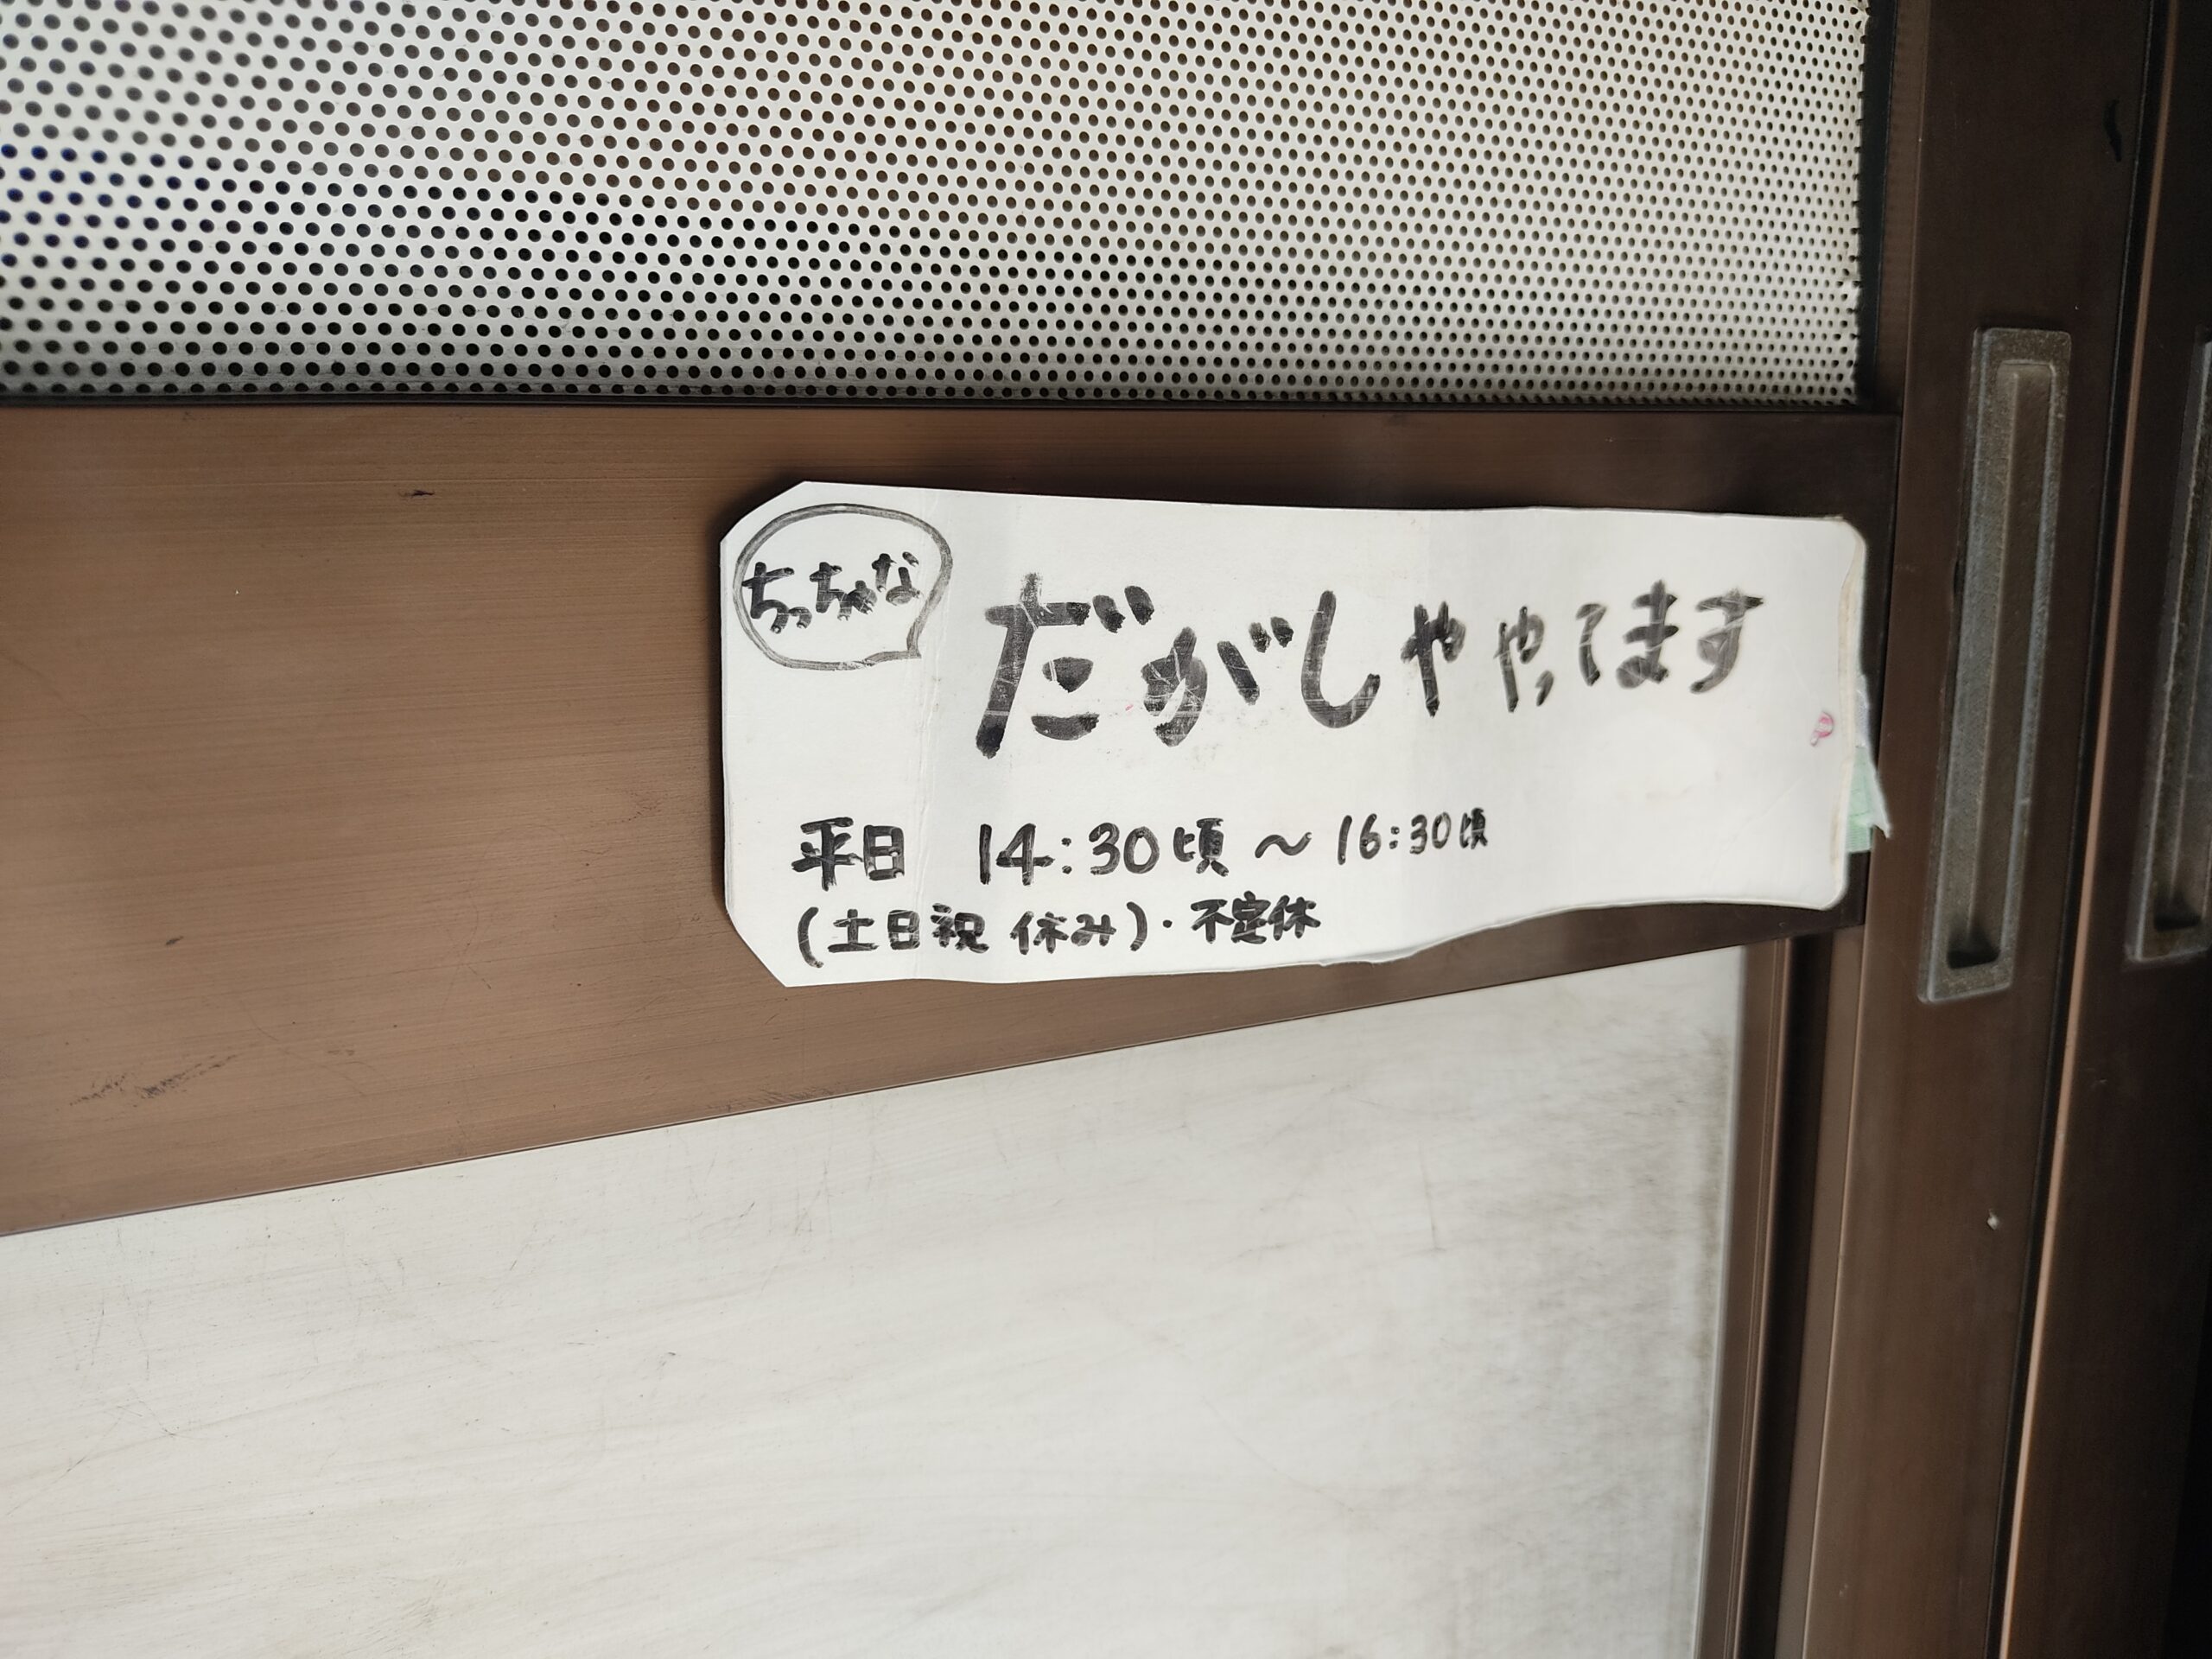 ちっちゃな
だがしややってます
平日 14:30頃〜16:30頃
(土日祝 休み)・不定休